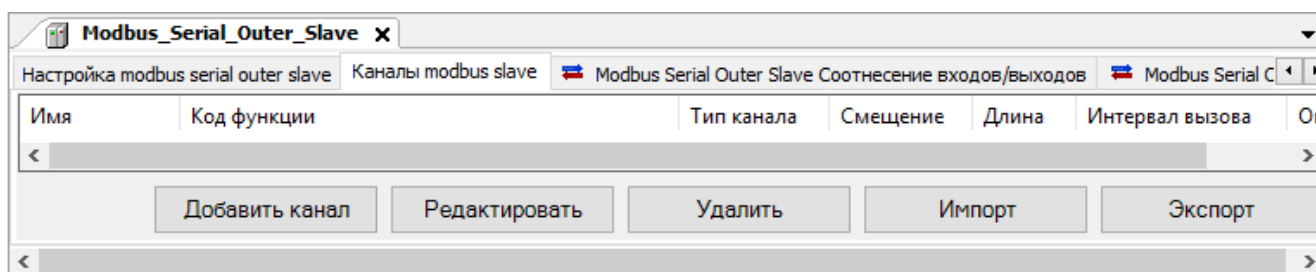 Modbus_Serial_Outer_Slave x
Настройка modbus serial outer slave Каналы modbus slave Modbus Serial Outer Slave Соотнесение входов/выходов Modbus Serial
Имя Код функции Тип канала Смещение Длина Интервал вызова
Добавить канал Редактировать Удалить Импорт Экспорт